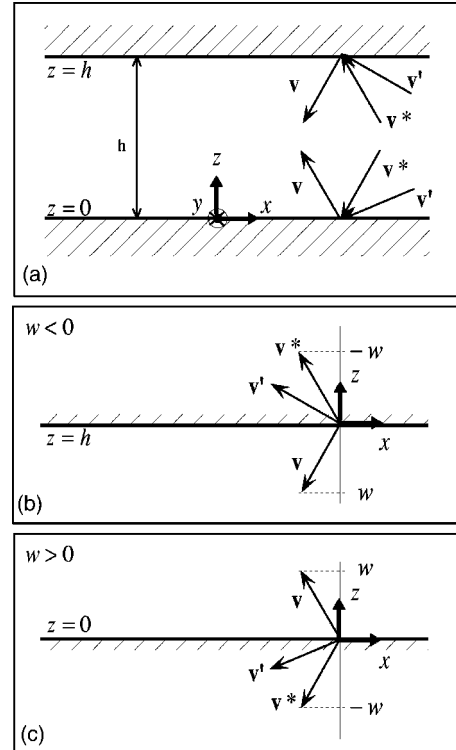 z = h
v
v'
v*
h
z
v
v*
v'
z = 0
y
x
(a)
w < 0
v*
– w
z
v'
z = h
x
v
w
(b)
w > 0
w
v
z
z = 0
x
v'
v*
– w
(c)